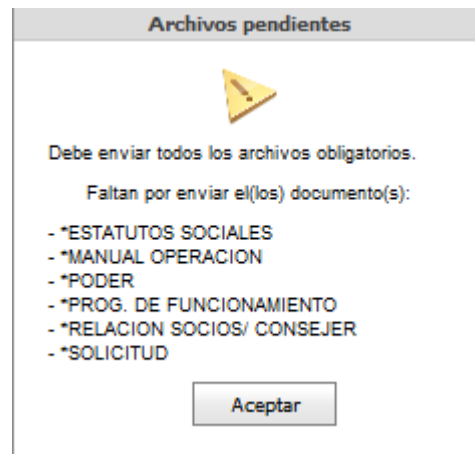 Archivos pendientes
Debe enviar todos los archivos obligatorios.
Faltan por enviar el(los) documento(s):
- *ESTATUTOS SOCIALES
- *MANUAL OPERACION
- *PODER
- *PROG. DE FUNCIONAMIENTO
- *RELACION SOCIOS/ CONSEJER
- *SOLICITUD
Aceptar